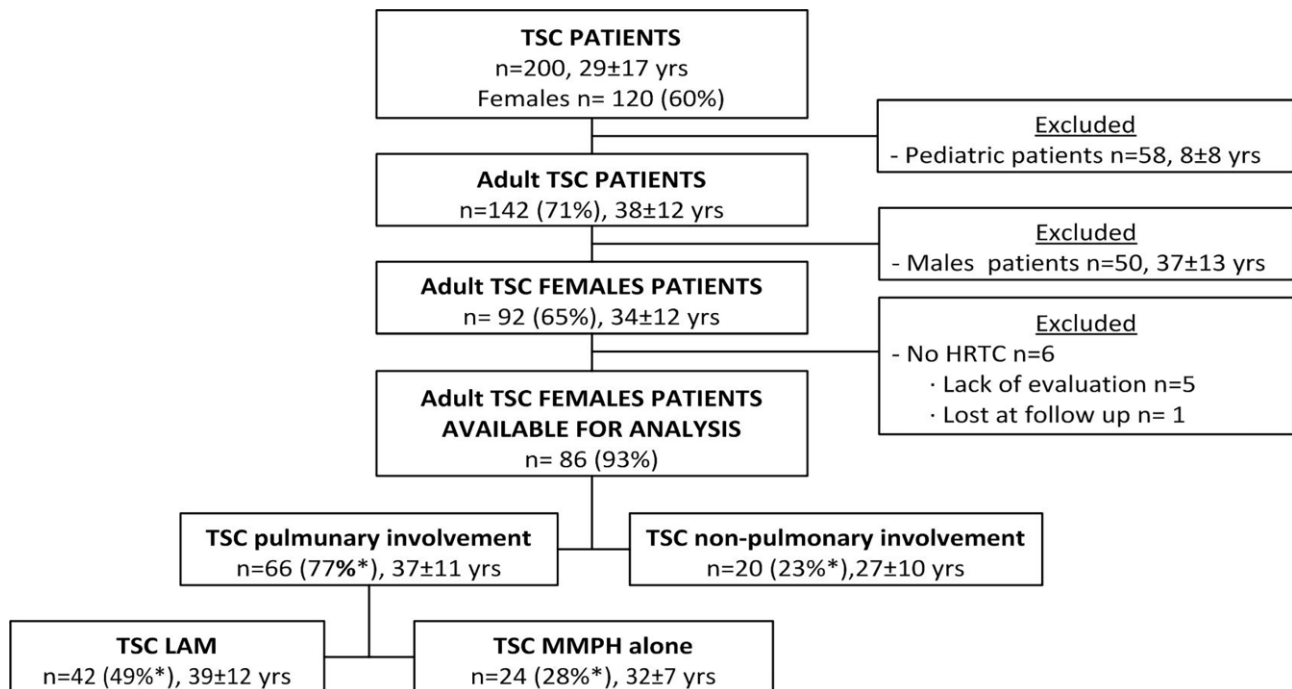 TSC PATIENTS
n=200, 29±17 yrs
Females n= 120 (60%)
Excluded
- Pediatric patients n=58, 8±8 yrs
Adult TSC PATIENTS
n=142 (71%), 38±12 yrs
Excluded
- Males  patients n=50, 37±13 yrs
Adult TSC FEMALES PATIENTS
n= 92 (65%), 34±12 yrs
Excluded
- No HRTC n=6
· Lack of evaluation n=5
· Lost at follow up n= 1
Adult TSC FEMALES PATIENTS
AVAILABLE FOR ANALYSIS
n= 86 (93%)
TSC pulmunary involvement
n=66 (77%*), 37±11 yrs
TSC non-pulmonary involvement
n=20 (23%*),27±10 yrs
TSC LAM
n=42 (49%*), 39±12 yrs
TSC MMPH alone
n=24 (28%*), 32±7 yrs